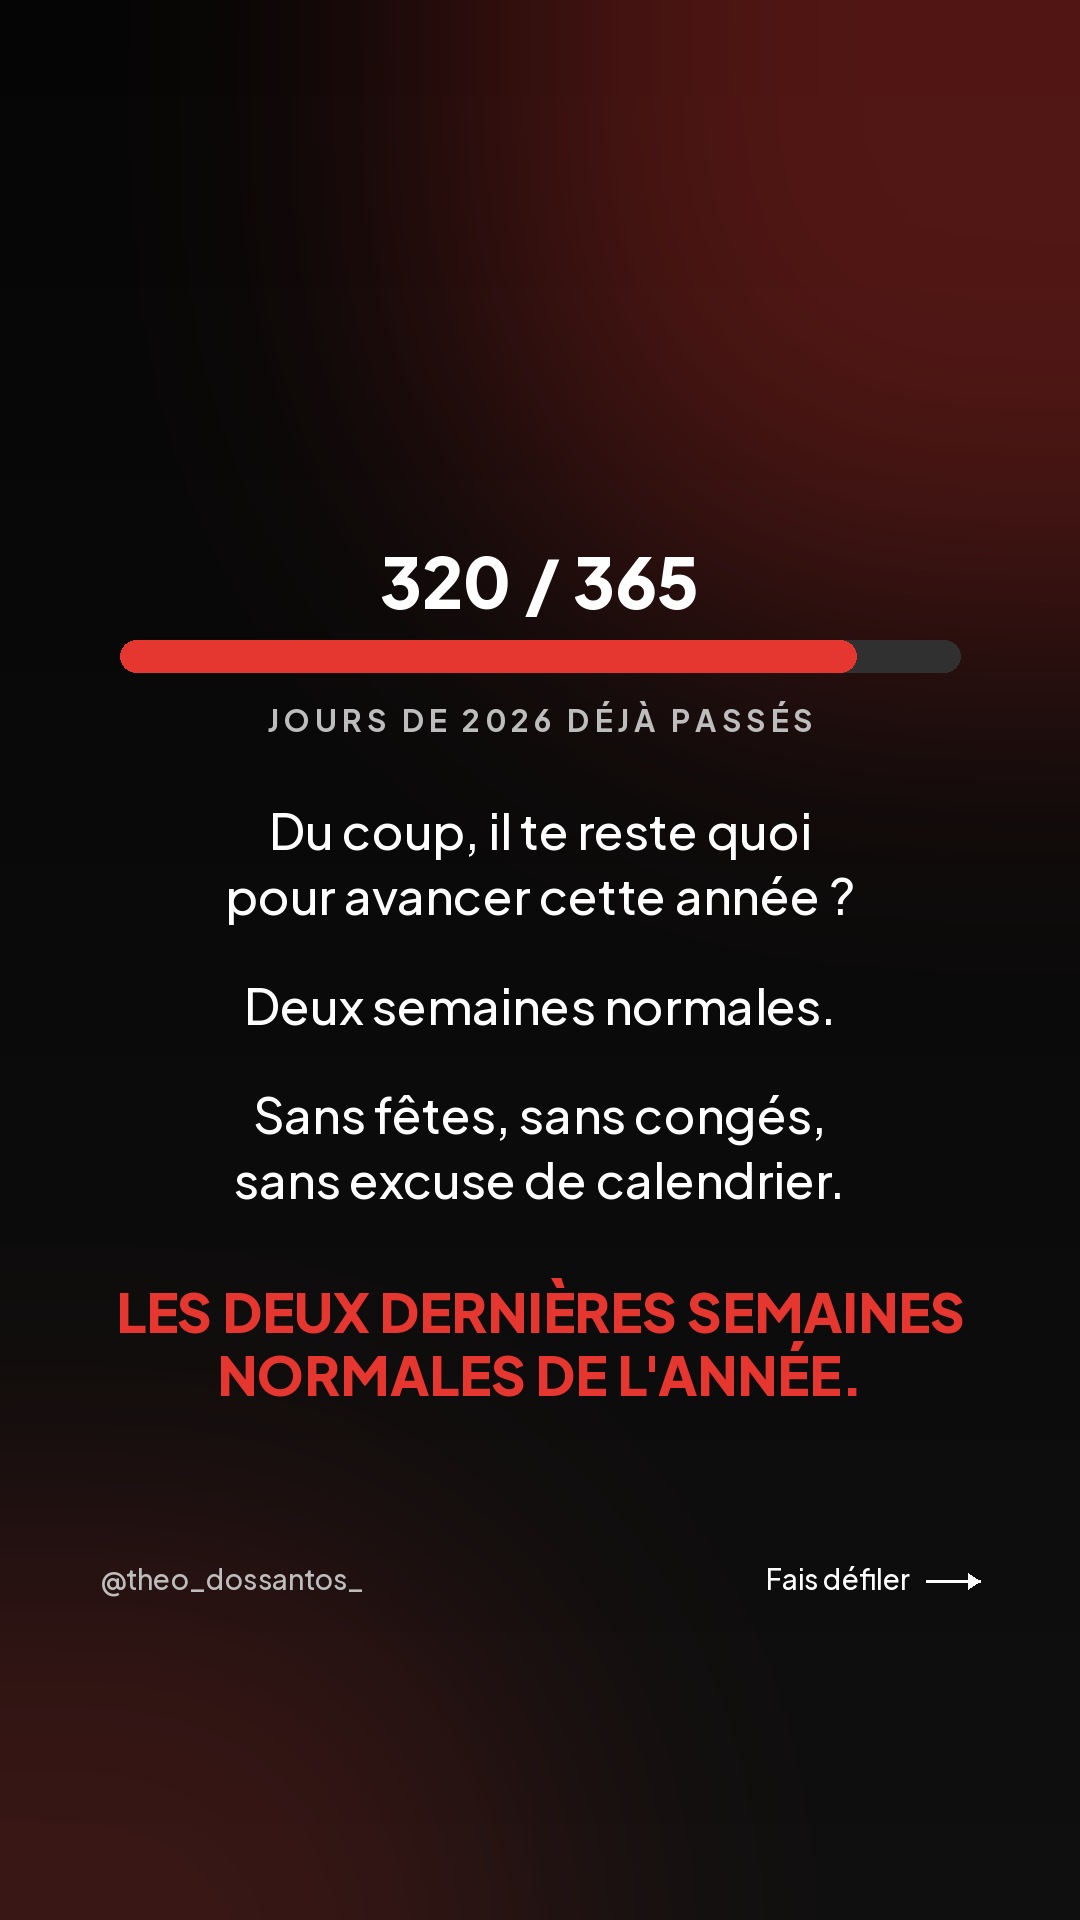 320 / 365
JOURS DE 2026 DÉJÀ PASSÉS
Du coup, il te reste quoi
pour avancer cette année ?
Deux semaines normales.
Sans fêtes, sans congés,
sans excuse de calendrier.
LES DEUX DERNIÈRES SEMAINES
NORMALES DE L'ANNÉE.
@theo_dossantos_
Fais défiler